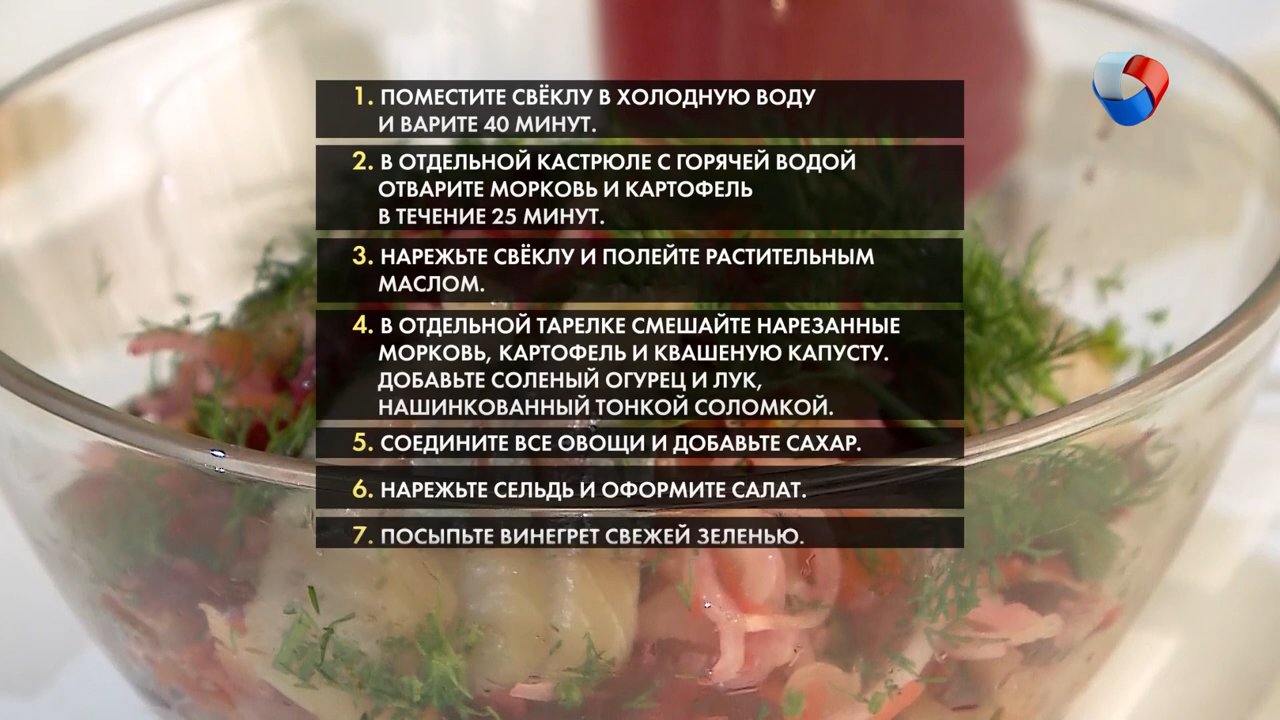 1. ПОМЕСТИТЕ СВЁКЛУ В ХОЛОДНУЮ ВОДУ
И ВАРИТЕ 40 МИНУТ.
2. В ОТДЕЛЬНОЙ КАСТРЮЛЕ С ГОРЯЧЕЙ ВОДОЙ
ОТВАРИТЕ МОРКОВЬ И КАРТОФЕЛЬ
В ТЕЧЕНИЕ 25 МИНУТ.
3. НАРЕЖЬТЕ СВЁКЛУ И ПОЛЕЙТЕ РАСТИТЕЛЬНЫМ
МАСЛОМ.
4. В ОТДЕЛЬНОЙ ТАРЕЛКЕ СМЕШАЙТЕ НАРЕЗАННЫЕ
МОРКОВЬ, КАРТОФЕЛЬ И КВАШЕНУЮ КАПУСТУ.
ДОБАВЬТЕ СОЛЕНЫЙ ОГУРЕЦ И ЛУК,
НАШИНКОВАННЫЙ ТОНКОЙ СОЛОМКОЙ.
5. СОЕДИНИТЕ ВСЕ ОВОЩИ И ДОБАВЬТЕ САХАР.
6. НАРЕЖЬТЕ СЕЛЬДЬ И ОФОРМИТЕ САЛАТ.
7. ПОСЫПЬТЕ ВИНЕГРЕТ СВЕЖЕЙ ЗЕЛЕНЬЮ.